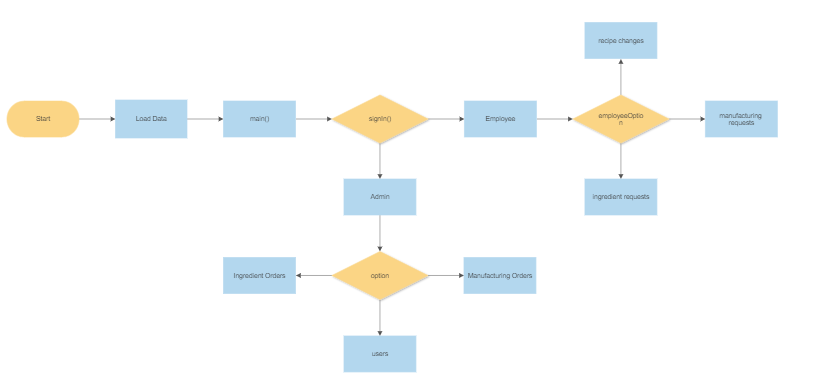 recipe changes
Start
Load Data
main()
signIn()
Employee
employeeOptio
n
manufacturing
requests
Admin
ingredient requests
Ingredient Orders
option
Manufacturing Orders
users